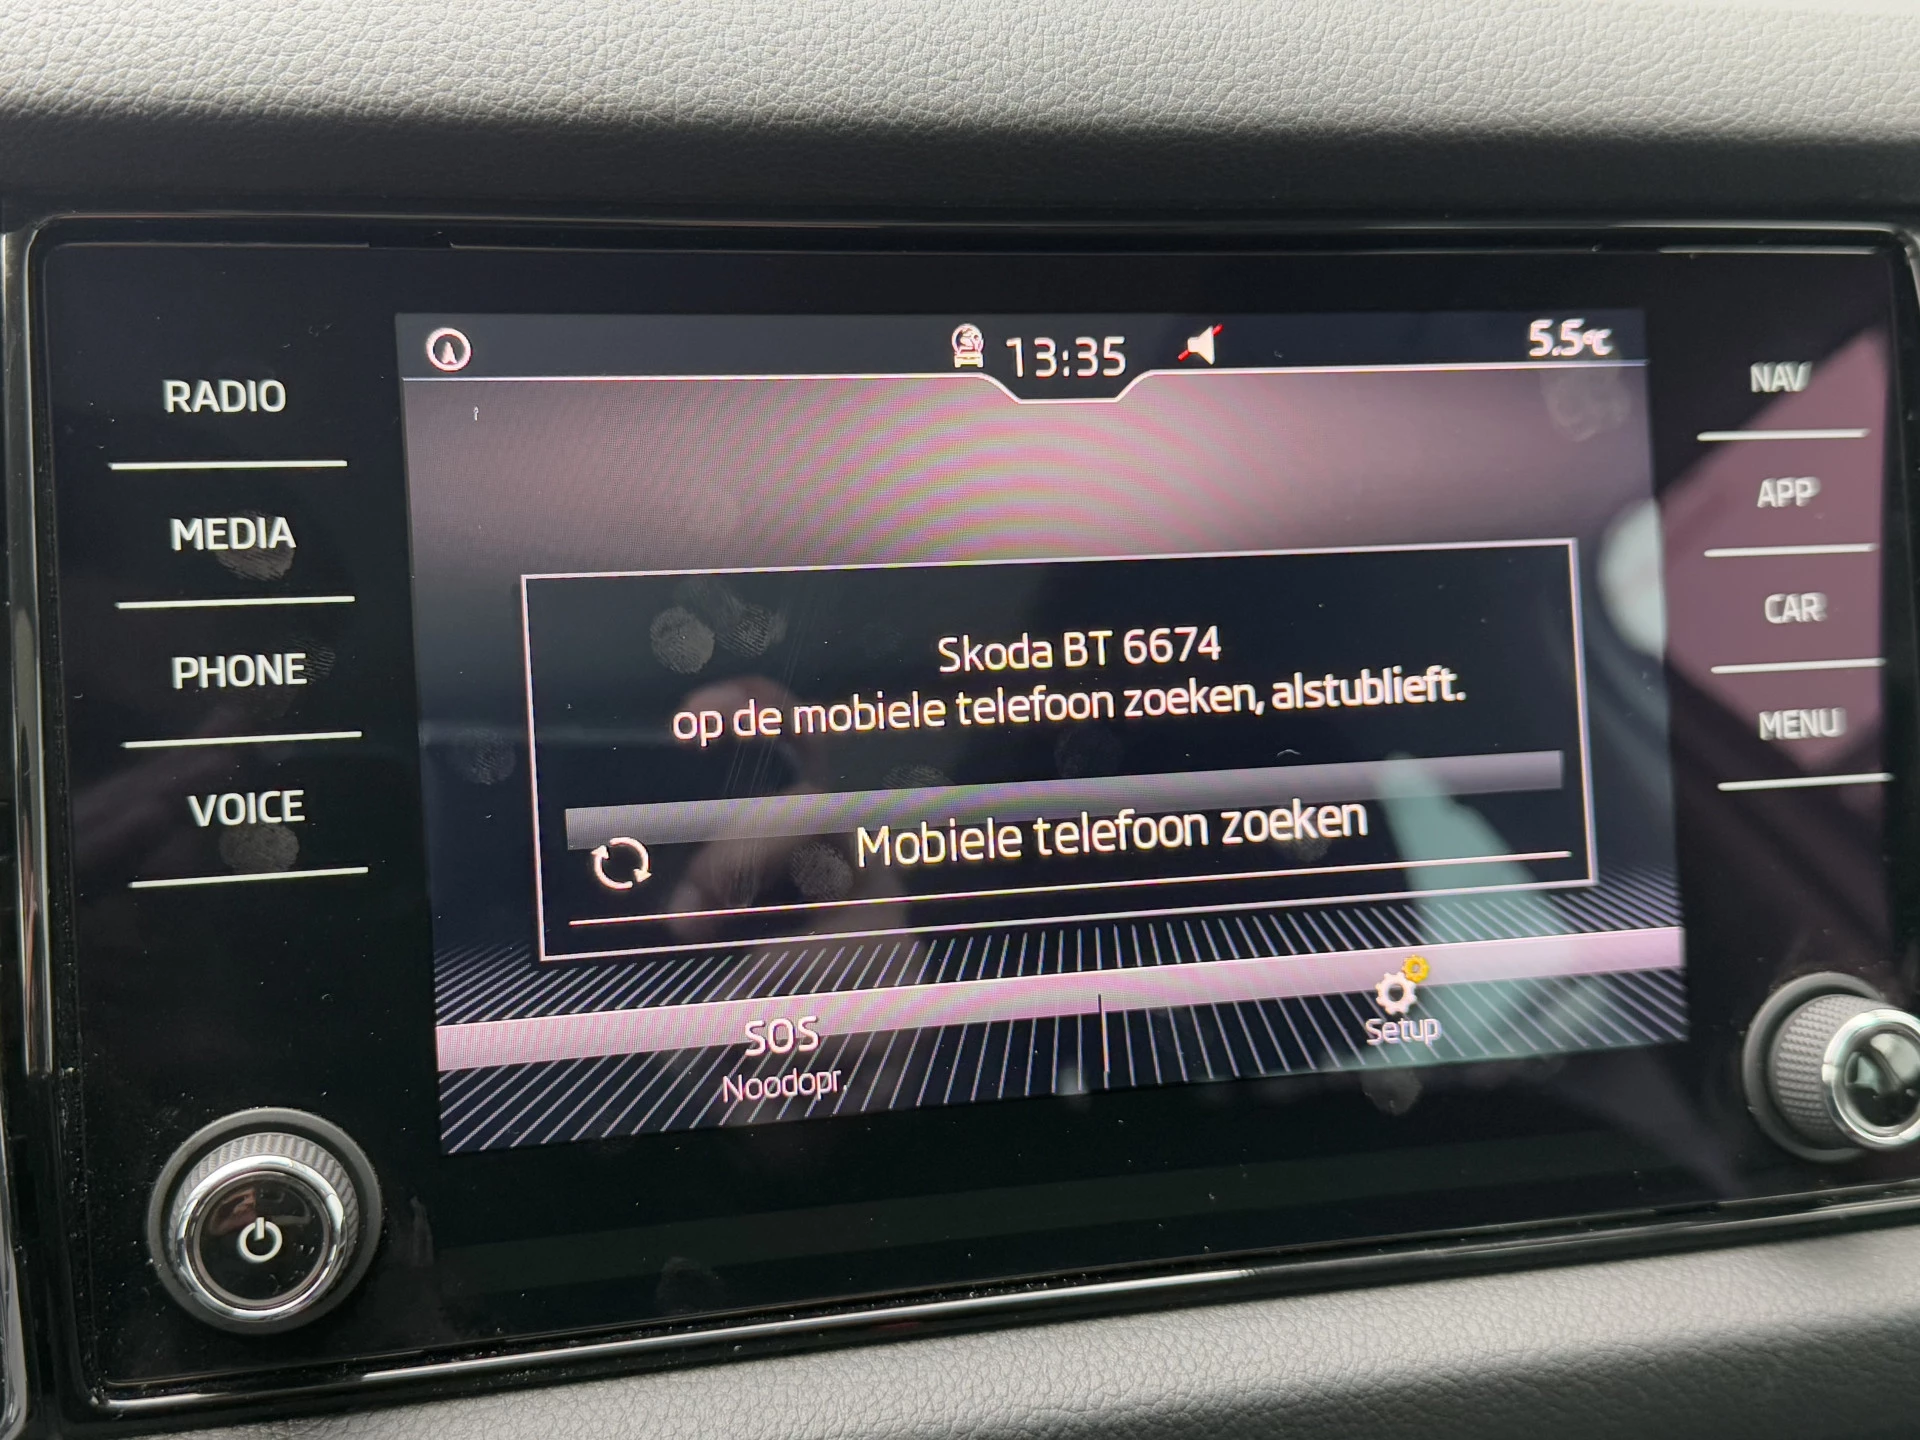 13:35
5.5°C
RADIO
MEDIA
PHONE
VOICE
Skoda BT 6674
op de mobiele telefoon zoeken, alstublieft.
Mobiele telefoon zoeken
SOS
Noodopr.
Setup
NAV
APP
CAR
MENU